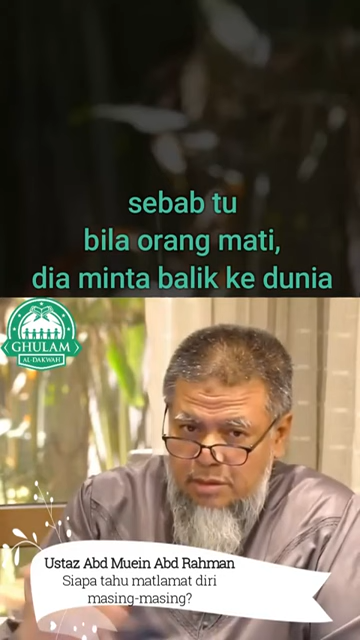 sebab tu
bila orang mati,
dia minta balik ke dunia
GHULAM
AL-DAKWAH
Ustaz Abd Muein Abd Rahman
Siapa tahu matlamat diri
masing-masing?